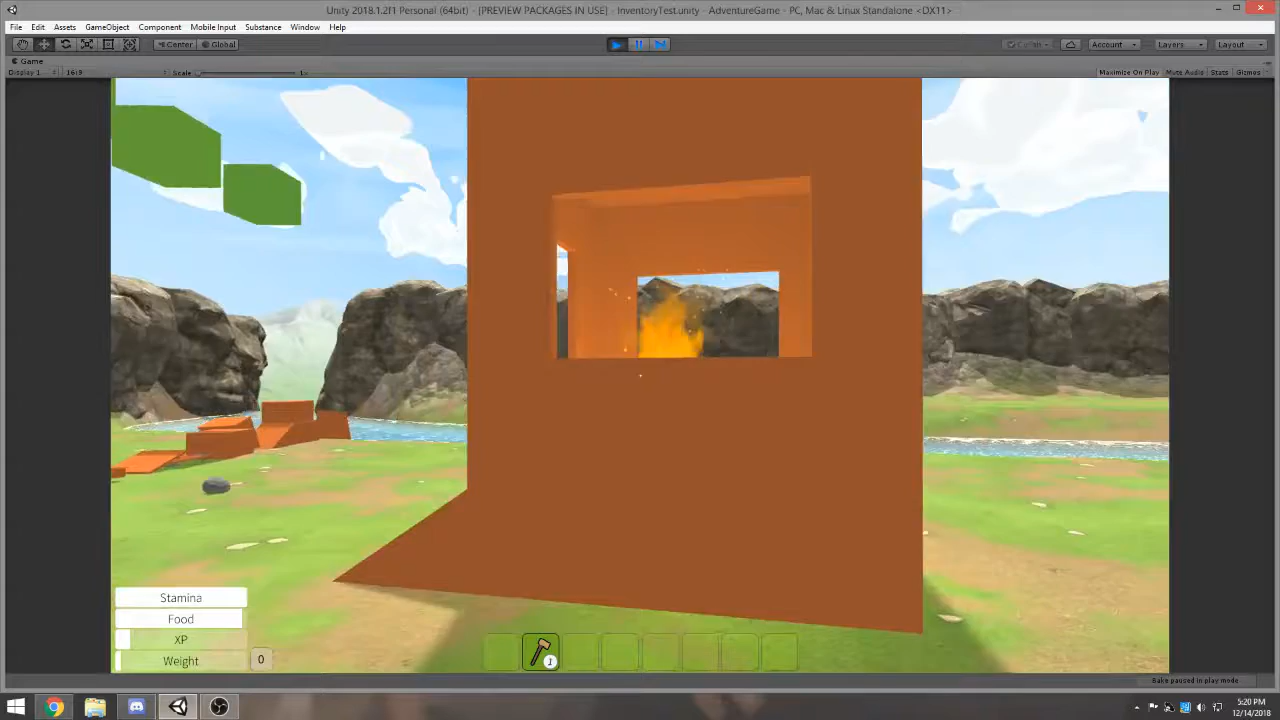 Unity 2018.1.2f1 Personal (64bit) - [PREVIEW PACKAGES IN USE] - InventoryTest.unity - AdventureGame - PC, Mac & Linux Standalone <DX11>
File Edit Assets GameObject Component Mobile Input Substance Window Help
Center Global Collab Account Layers Layout
Game
Display 1 16:9 Scale 1x Maximize On Play Mute Audio Stats Gizmos
Stamina
Food
XP
Weight 0
1
Bake paused in play mode
5:20 PM
12/14/2018